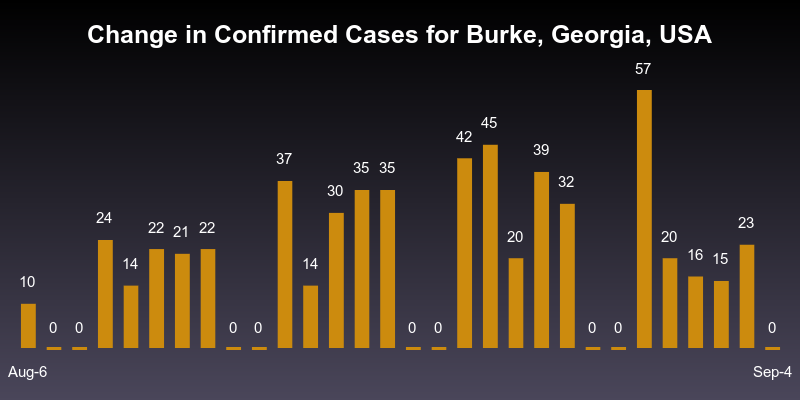 Change in Confirmed Cases for Burke, Georgia, USA
10 0 0 24 14 22 21 22 0 0 37 14 30 35 35 0 0 42 45 20 39 32 0 0 57 20 16 15 23 0
Aug-6 Sep-4